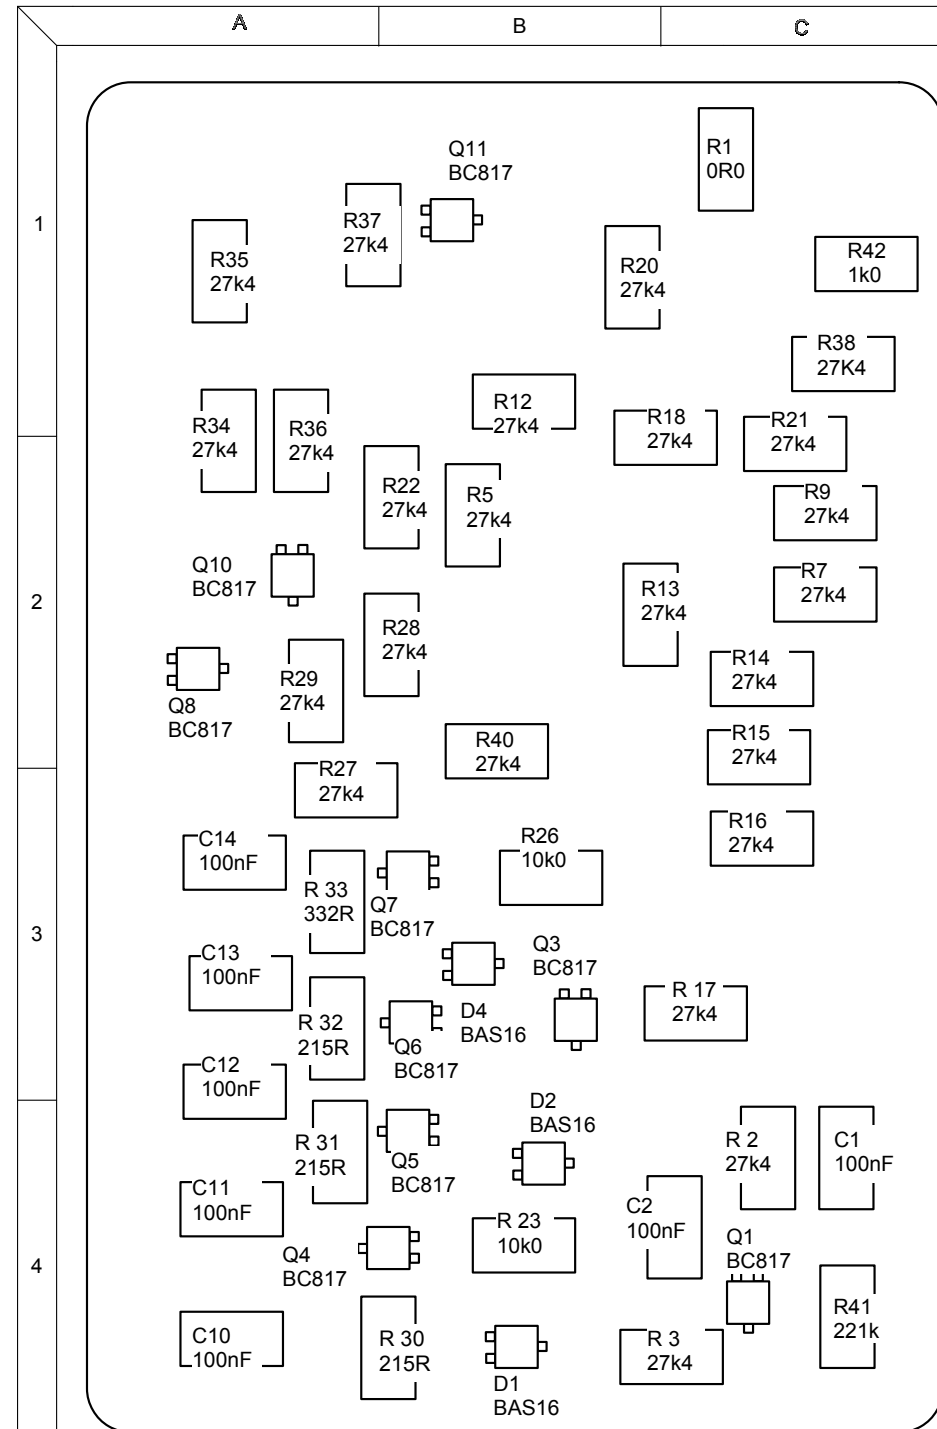 A
B
C
1
2
3
4
R1
0R0
Q11
BC817
R37
27k4
R35
27k4
R20
27k4
R42
1k0
R38
27K4
R12
27k4
R34
27k4
R36
27k4
R18
27k4
R21
27k4
R22
27k4
R5
27k4
R9
27k4
Q10
BC817
R13
27k4
R7
27k4
R28
27k4
R29
27k4
R14
27k4
Q8
BC817
R40
27k4
R15
27k4
R27
27k4
C14
100nF
R26
10k0
R16
27k4
R 33
332R
Q7
BC817
C13
100nF
Q3
BC817
R 17
27k4
R 32
215R
D4
BAS16
Q6
BC817
C12
100nF
D2
BAS16
R 31
215R
Q5
BC817
R 2
27k4
C1
100nF
C11
100nF
C2
100nF
R 23
10k0
Q1
BC817
Q4
BC817
R41
221k
C10
100nF
R 30
215R
R 3
27k4
D1
BAS16